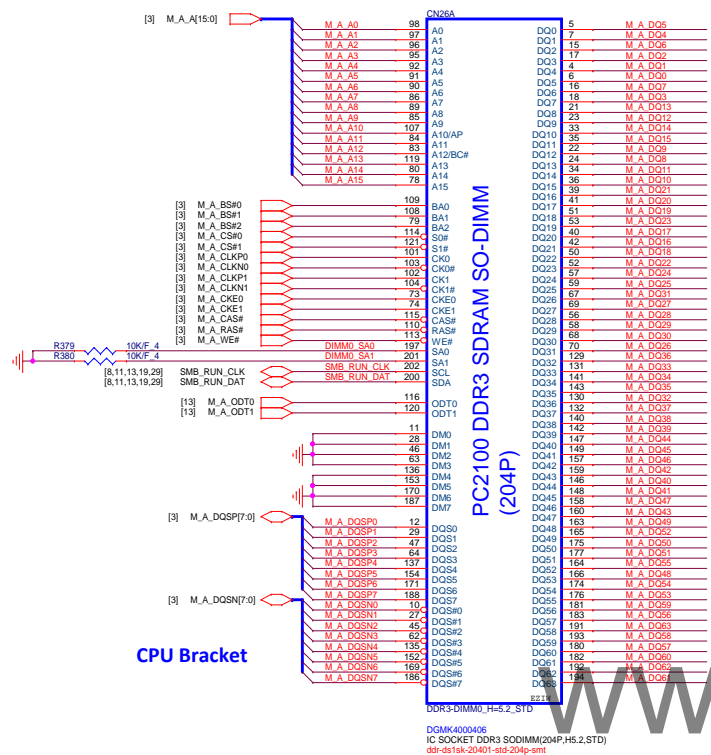 CN26A
[3] M_A_A[15:0]
M_A_A0 98 A0
M_A_A1 97 A1
M_A_A2 96 A2
M_A_A3 95 A3
M_A_A4 92 A4
M_A_A5 91 A5
M_A_A6 90 A6
M_A_A7 86 A7
M_A_A8 89 A8
M_A_A9 85 A9
M_A_A10 107 A10/AP
M_A_A11 84 A11
M_A_A12 83 A12/BC#
M_A_A13 119 A13
M_A_A14 80 A14
M_A_A15 78 A15
[3] M_A_BS#0 109 BA0
[3] M_A_BS#1 108 BA1
[3] M_A_BS#2 79 BA2
[3] M_A_CS#0 114 S0#
[3] M_A_CS#1 121 S1#
[3] M_A_CLKP0 101 CK0
[3] M_A_CLKN0 103 CK0#
[3] M_A_CLKP1 102 CK1
[3] M_A_CLKN1 104 CK1#
[3] M_A_CKE0 73 CKE0
[3] M_A_CKE1 74 CKE1
[3] M_A_CAS# 115 CAS#
[3] M_A_RAS# 110 RAS#
[3] M_A_WE# 113 WE#
R379 10K/F_4 DIMM0_SA0 197 SA0
R380 10K/F_4 DIMM0_SA1 201 SA1
[8,11,13,19,29] SMB_RUN_CLK SMB_RUN_CLK 202 SCL
[8,11,13,19,29] SMB_RUN_DAT SMB_RUN_DAT 200 SDA
[13] M_A_ODT0 116 ODT0
[13] M_A_ODT1 120 ODT1
11 DM0
28 DM1
46 DM2
63 DM3
136 DM4
153 DM5
170 DM6
187 DM7
[3] M_A_DQSP[7:0]
M_A_DQSP0 12 DQS0
M_A_DQSP1 29 DQS1
M_A_DQSP2 47 DQS2
M_A_DQSP3 64 DQS3
M_A_DQSP4 137 DQS4
M_A_DQSP5 154 DQS5
M_A_DQSP6 171 DQS6
M_A_DQSP7 188 DQS7
[3] M_A_DQSN[7:0]
M_A_DQSN0 10 DQS#0
M_A_DQSN1 27 DQS#1
M_A_DQSN2 45 DQS#2
M_A_DQSN3 62 DQS#3
M_A_DQSN4 135 DQS#4
M_A_DQSN5 152 DQS#5
M_A_DQSN6 169 DQS#6
M_A_DQSN7 186 DQS#7
CPU Bracket
PC2100 DDR3 SDRAM SO-DIMM
(204P)
DQ0 5 M_A_DQ5
DQ1 7 M_A_DQ4
DQ2 15 M_A_DQ6
DQ3 17 M_A_DQ2
DQ4 4 M_A_DQ1
DQ5 6 M_A_DQ0
DQ6 16 M_A_DQ7
DQ7 18 M_A_DQ3
DQ8 21 M_A_DQ13
DQ9 23 M_A_DQ12
DQ10 33 M_A_DQ14
DQ11 35 M_A_DQ15
DQ12 22 M_A_DQ9
DQ13 24 M_A_DQ8
DQ14 34 M_A_DQ11
DQ15 36 M_A_DQ10
DQ16 39 M_A_DQ21
DQ17 41 M_A_DQ20
DQ18 51 M_A_DQ19
DQ19 53 M_A_DQ23
DQ20 40 M_A_DQ17
DQ21 42 M_A_DQ16
DQ22 50 M_A_DQ18
DQ23 52 M_A_DQ22
DQ24 57 M_A_DQ24
DQ25 59 M_A_DQ25
DQ26 67 M_A_DQ31
DQ27 69 M_A_DQ27
DQ28 56 M_A_DQ28
DQ29 58 M_A_DQ29
DQ30 68 M_A_DQ30
DQ31 70 M_A_DQ26
DQ32 129 M_A_DQ36
DQ33 131 M_A_DQ33
DQ34 141 M_A_DQ34
DQ35 143 M_A_DQ35
DQ36 130 M_A_DQ32
DQ37 132 M_A_DQ37
DQ38 140 M_A_DQ38
DQ39 142 M_A_DQ39
DQ40 147 M_A_DQ44
DQ41 149 M_A_DQ45
DQ42 157 M_A_DQ46
DQ43 159 M_A_DQ42
DQ44 146 M_A_DQ40
DQ45 148 M_A_DQ41
DQ46 158 M_A_DQ47
DQ47 160 M_A_DQ43
DQ48 163 M_A_DQ49
DQ49 165 M_A_DQ52
DQ50 175 M_A_DQ50
DQ51 177 M_A_DQ51
DQ52 164 M_A_DQ55
DQ53 166 M_A_DQ48
DQ54 174 M_A_DQ54
DQ55 176 M_A_DQ53
DQ56 181 M_A_DQ59
DQ57 183 M_A_DQ56
DQ58 191 M_A_DQ63
DQ59 193 M_A_DQ58
DQ60 180 M_A_DQ57
DQ61 182 M_A_DQ60
DQ62 192 M_A_DQ62
DQ63 194 M_A_DQ61
EZIW
DDR3-DIMM0_H=5.2_STD
DGMK4000406
IC SOCKET DDR3 SODIMM(204P,H5.2,STD)
ddr-ds1sk-20401-std-204p-smt